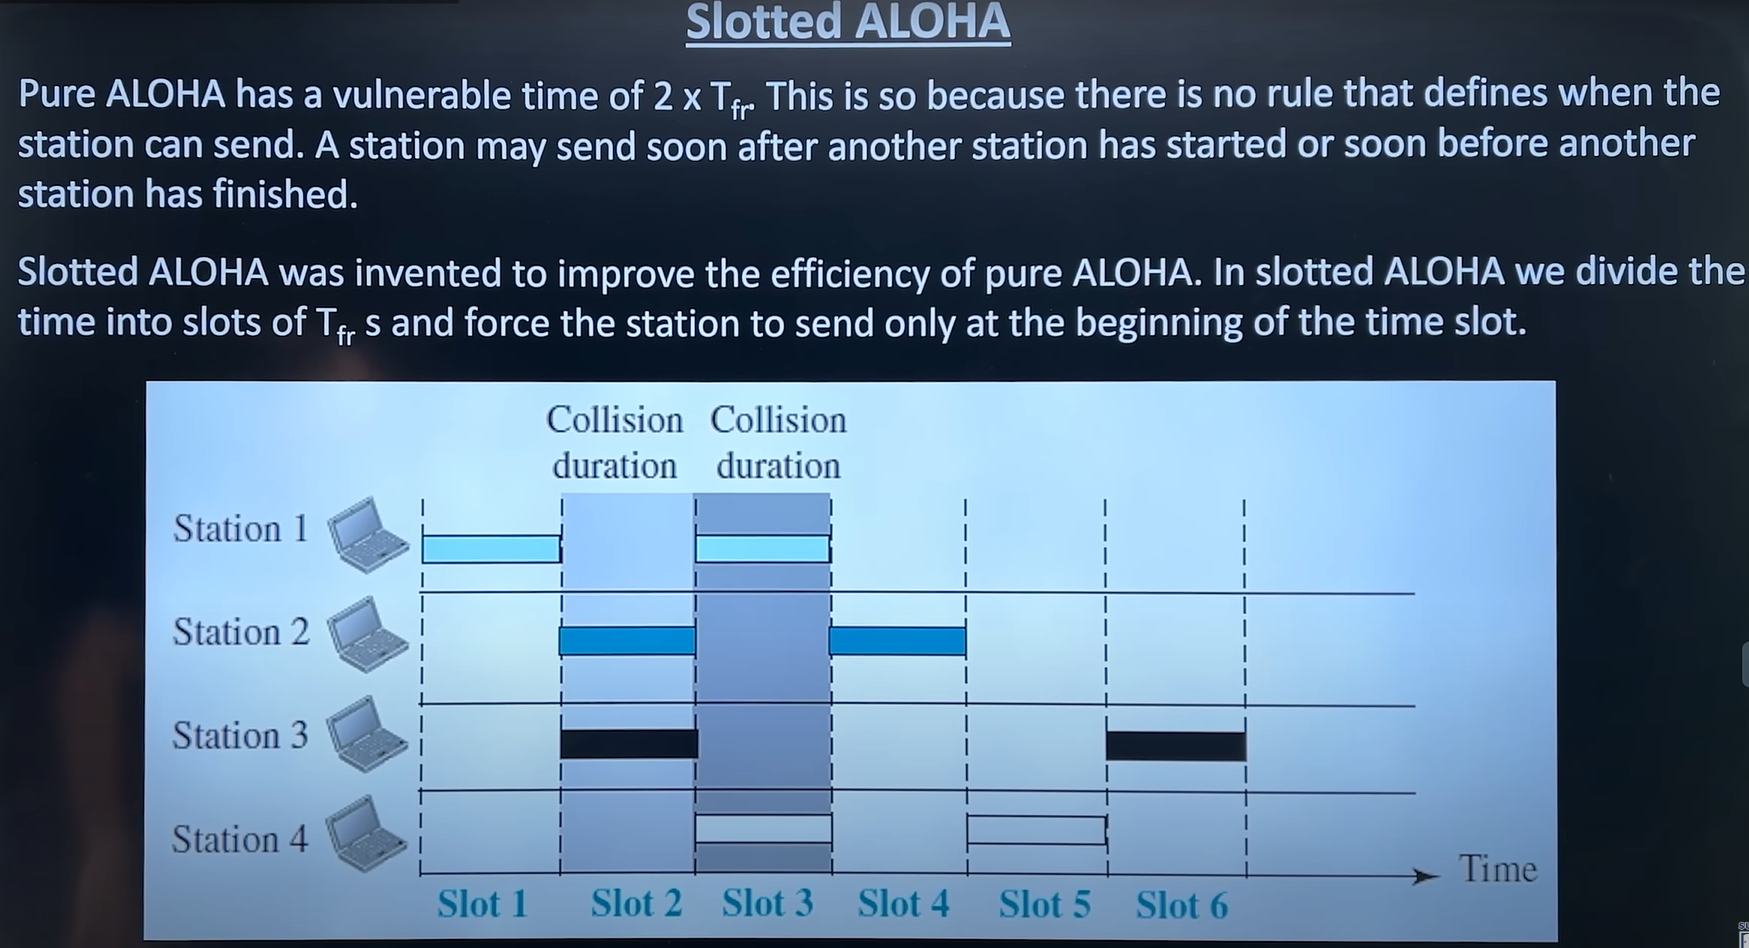 Slotted ALOHA
Pure ALOHA has a vulnerable time of 2 x Tfr. This is so because there is no rule that defines when the
station can send. A station may send soon after another station has started or soon before another
station has finished.
Slotted ALOHA was invented to improve the efficiency of pure ALOHA. In slotted ALOHA we divide the
time into slots of Tfr s and force the station to send only at the beginning of the time slot.
Collision Collision
duration duration
Station 1
Station 2
Station 3
Station 4
Time
Slot 1 Slot 2 Slot 3 Slot 4 Slot 5 Slot 6